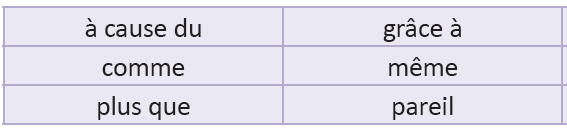 à cause du grâce à
comme même
plus que pareil